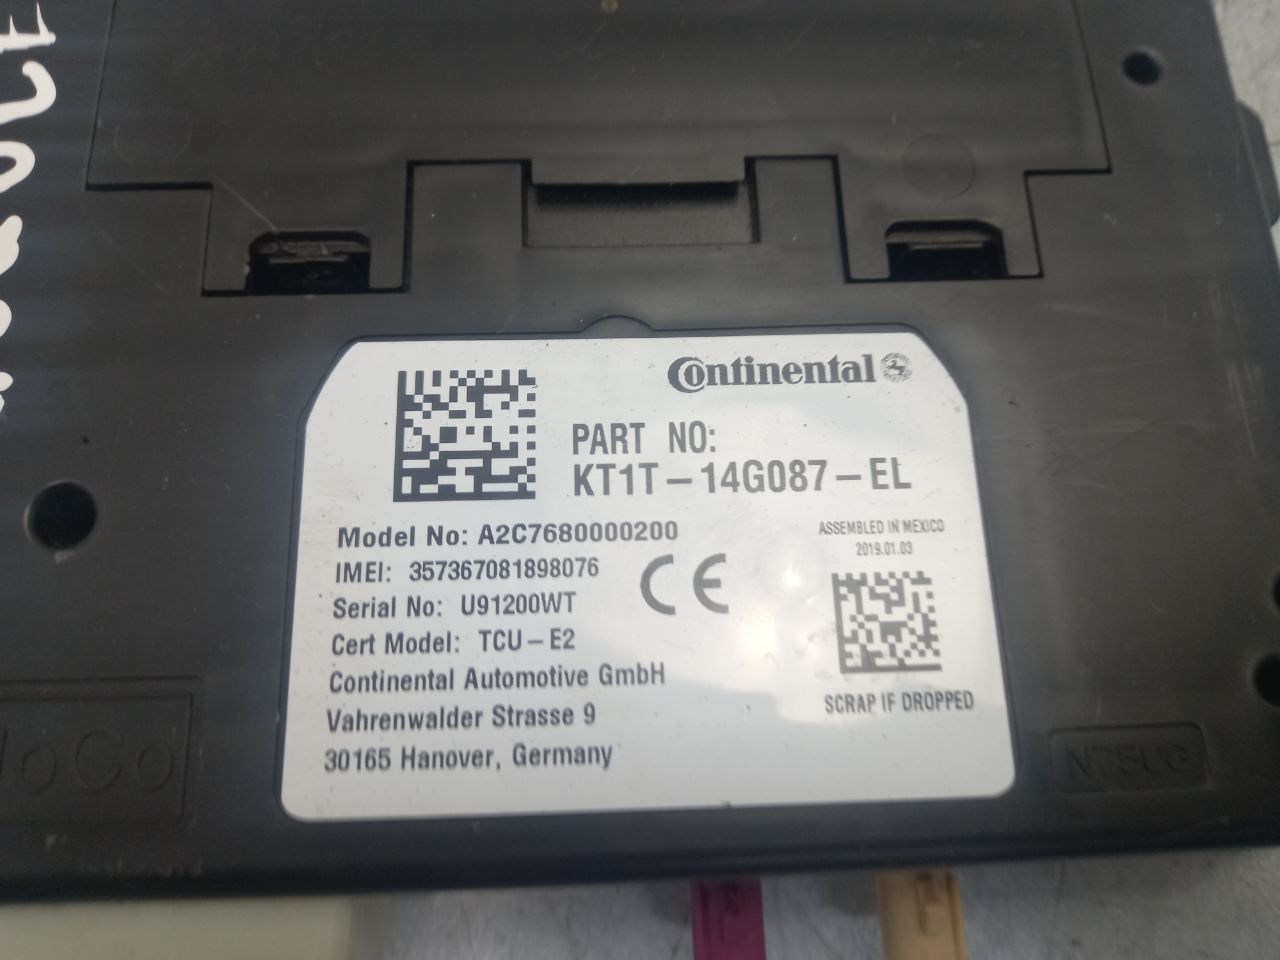 Continental
PART NO:
KT1T-14G087-EL
Model No: A2C7680000200
IMEI: 357367081898076
Serial No: U91200WT
Cert Model: TCU-E2
Continental Automotive GmbH
Vahrenwalder Strasse 9
30165 Hanover, Germany
CE
ASSEMBLED IN MEXICO
2019.01.03
SCRAP IF DROPPED